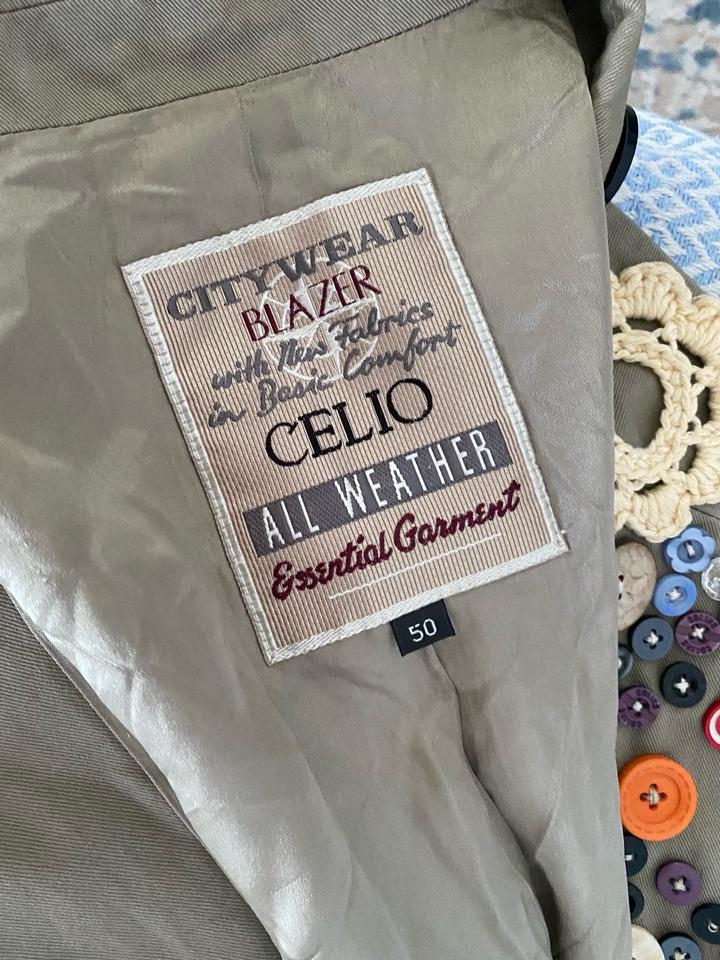 CITYWEAR
BLAZER
with New Fabrics
in Basic Comfort
CELIO
ALL WEATHER
Essential Garment
50